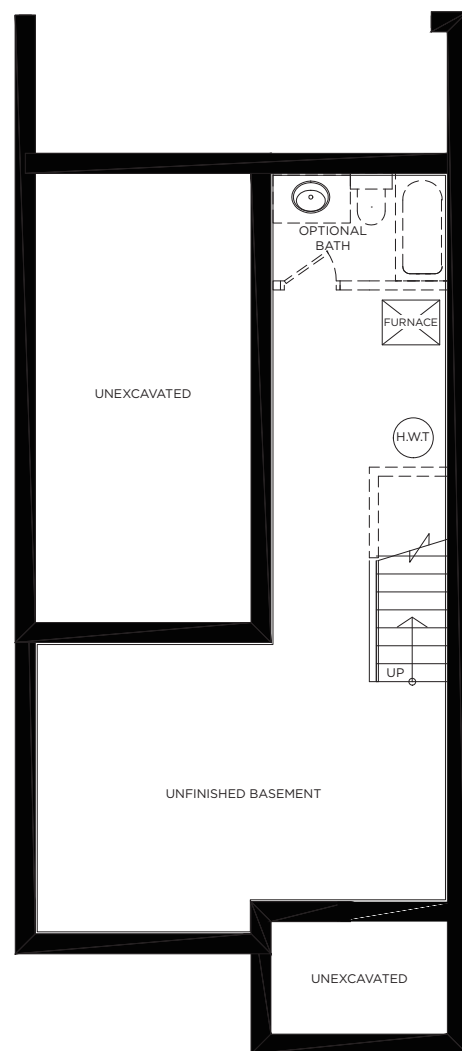 OPTIONAL
BATH
FURNACE
UNEXCAVATED
H.W.T
UP
UNFINISHED BASEMENT
UNEXCAVATED